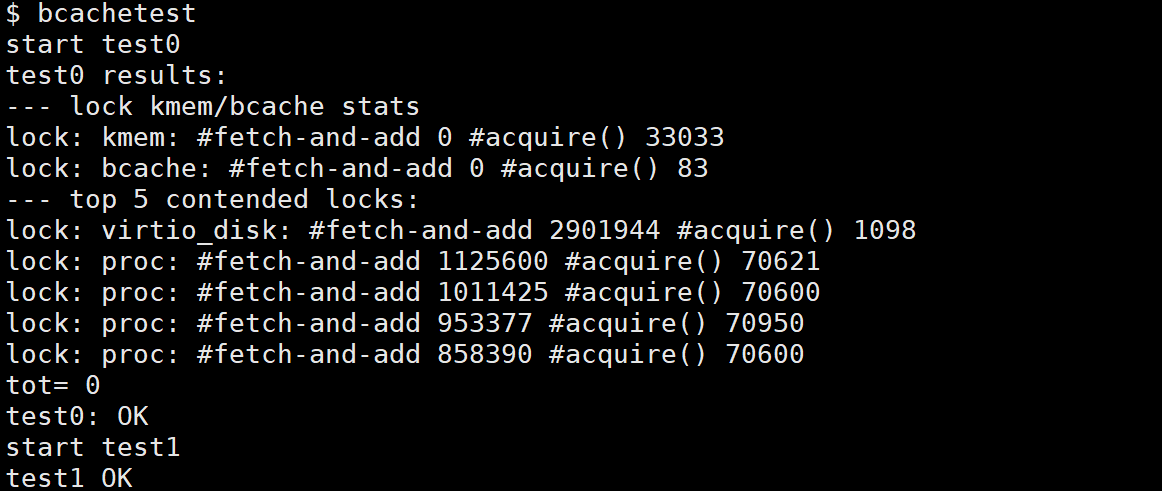 $ bcachetest
start test0
test0 results:
--- lock kmem/bcache stats
lock: kmem: #fetch-and-add 0 #acquire() 33033
lock: bcache: #fetch-and-add 0 #acquire() 83
--- top 5 contended locks:
lock: virtio_disk: #fetch-and-add 2901944 #acquire() 1098
lock: proc: #fetch-and-add 1125600 #acquire() 70621
lock: proc: #fetch-and-add 1011425 #acquire() 70600
lock: proc: #fetch-and-add 953377 #acquire() 70950
lock: proc: #fetch-and-add 858390 #acquire() 70600
tot= 0
test0: OK
start test1
test1 OK